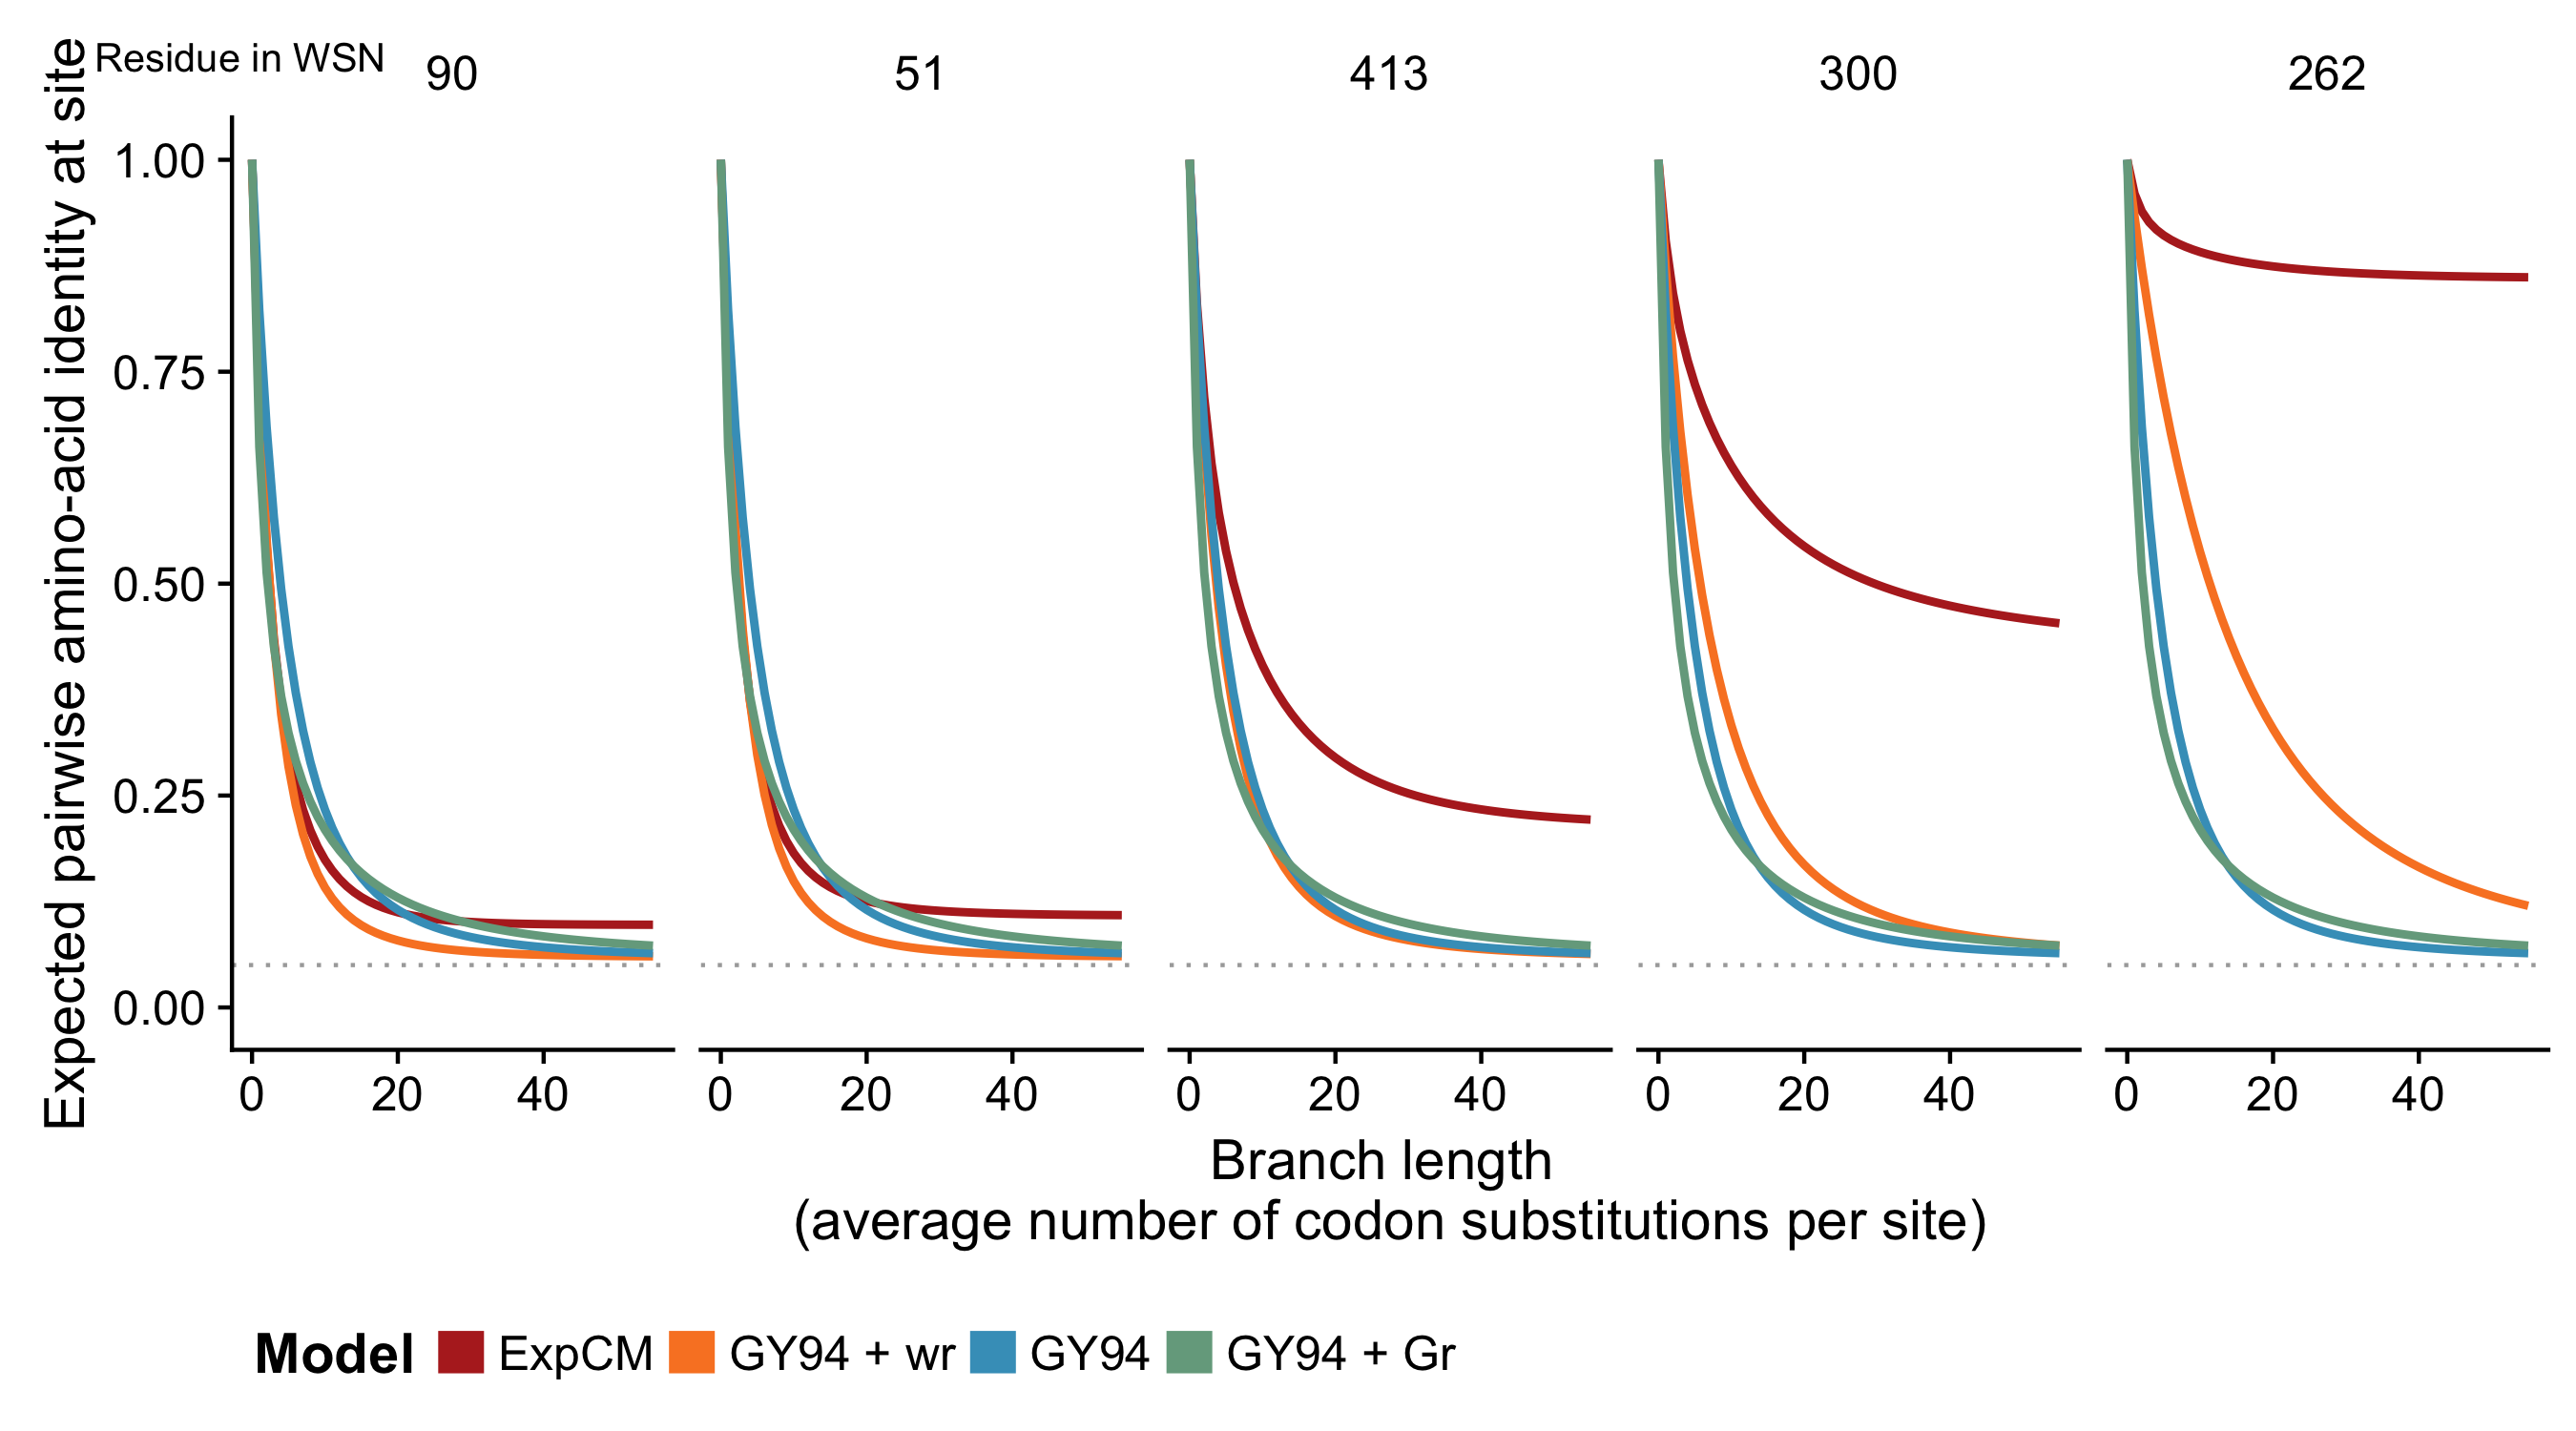 Residue in WSN
90 51 413 300 262
Expected pairwise amino-acid identity at site
1.00
0.75
0.50
0.25
0.00
0 20 40 0 20 40 0 20 40 0 20 40 0 20 40
Branch length
(average number of codon substitutions per site)
Model ExpCM GY94 + wr GY94 GY94 + Gr